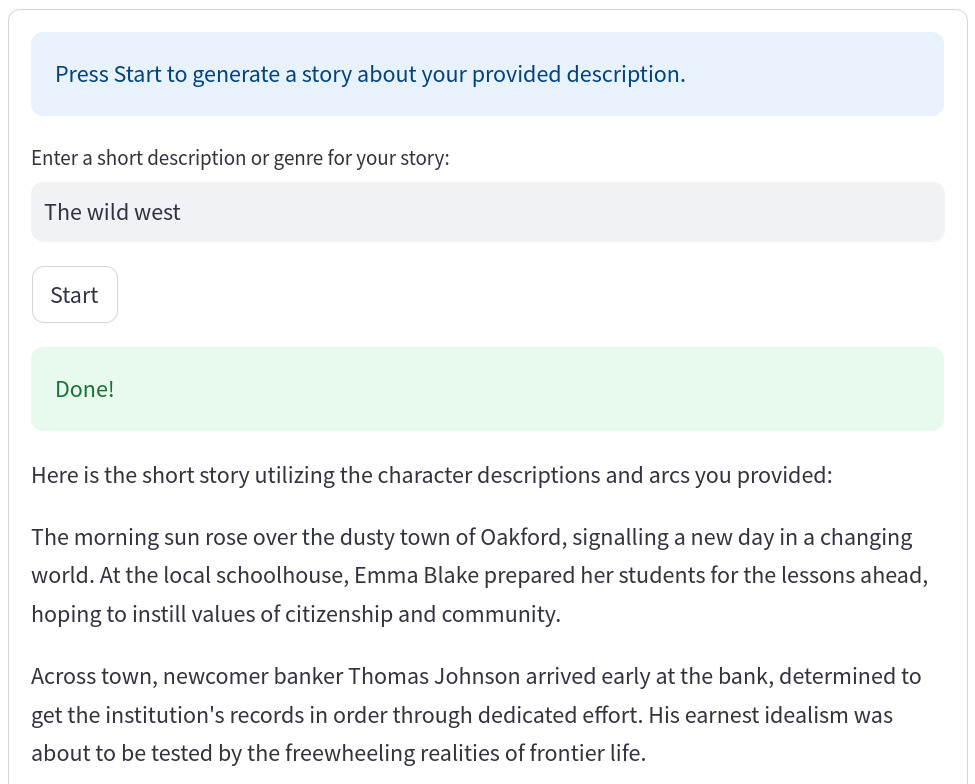 Press Start to generate a story about your provided description.
Enter a short description or genre for your story:
The wild west
Start
Done!
Here is the short story utilizing the character descriptions and arcs you provided:
The morning sun rose over the dusty town of Oakford, signalling a new day in a changing
world. At the local schoolhouse, Emma Blake prepared her students for the lessons ahead,
hoping to instill values of citizenship and community.
Across town, newcomer banker Thomas Johnson arrived early at the bank, determined to
get the institution's records in order through dedicated effort. His earnest idealism was
about to be tested by the freewheeling realities of frontier life.